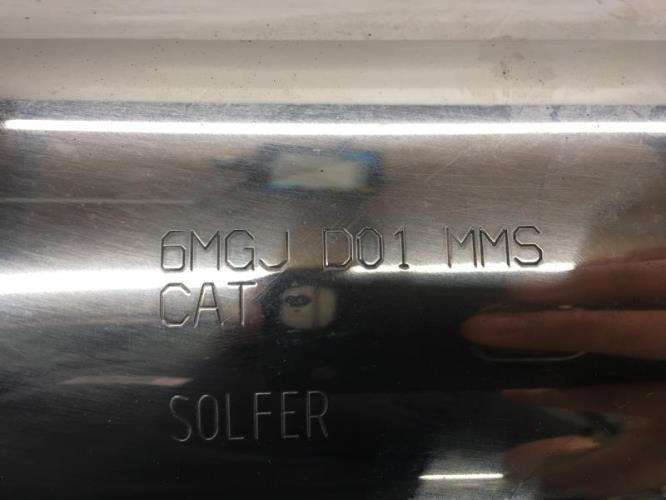 6MGJ D01 MMS
CAT
SOLFER